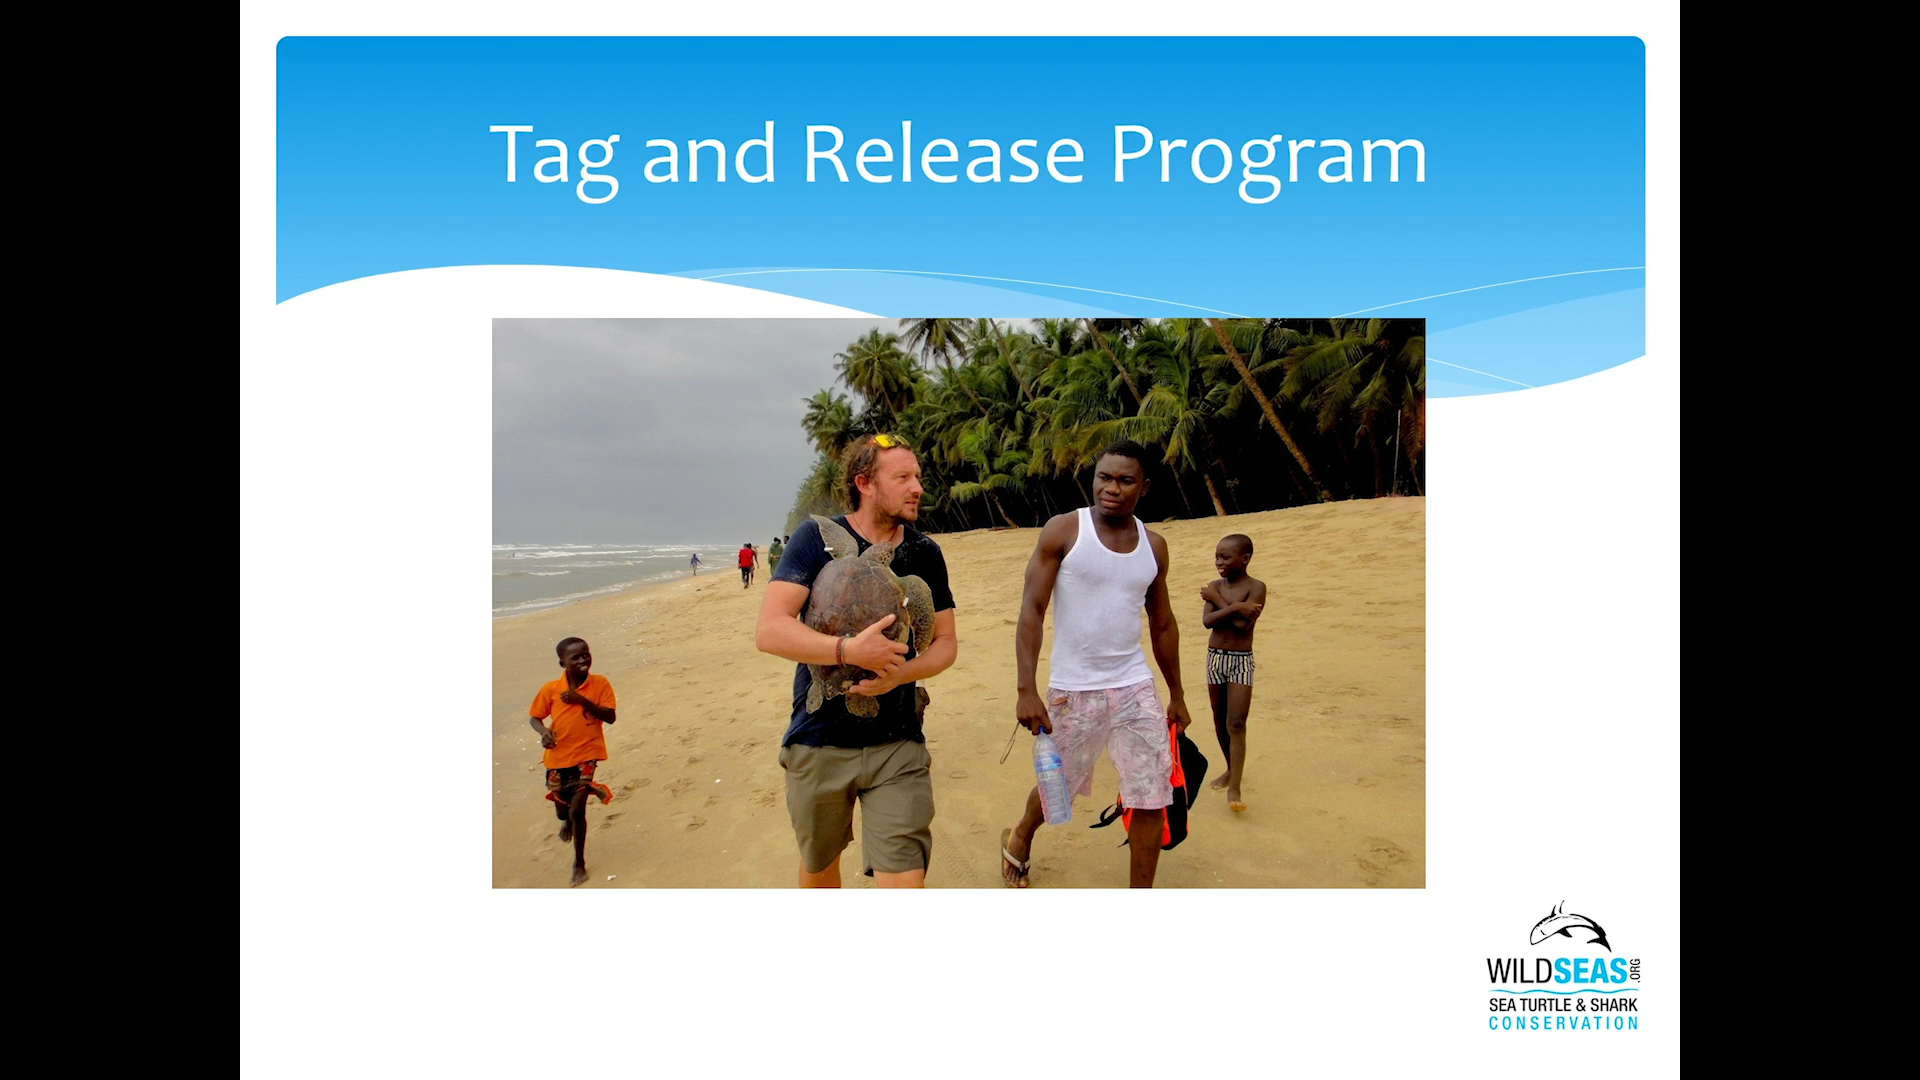 Tag and Release Program
WILDSEAS.ORG
SEA TURTLE & SHARK
CONSERVATION